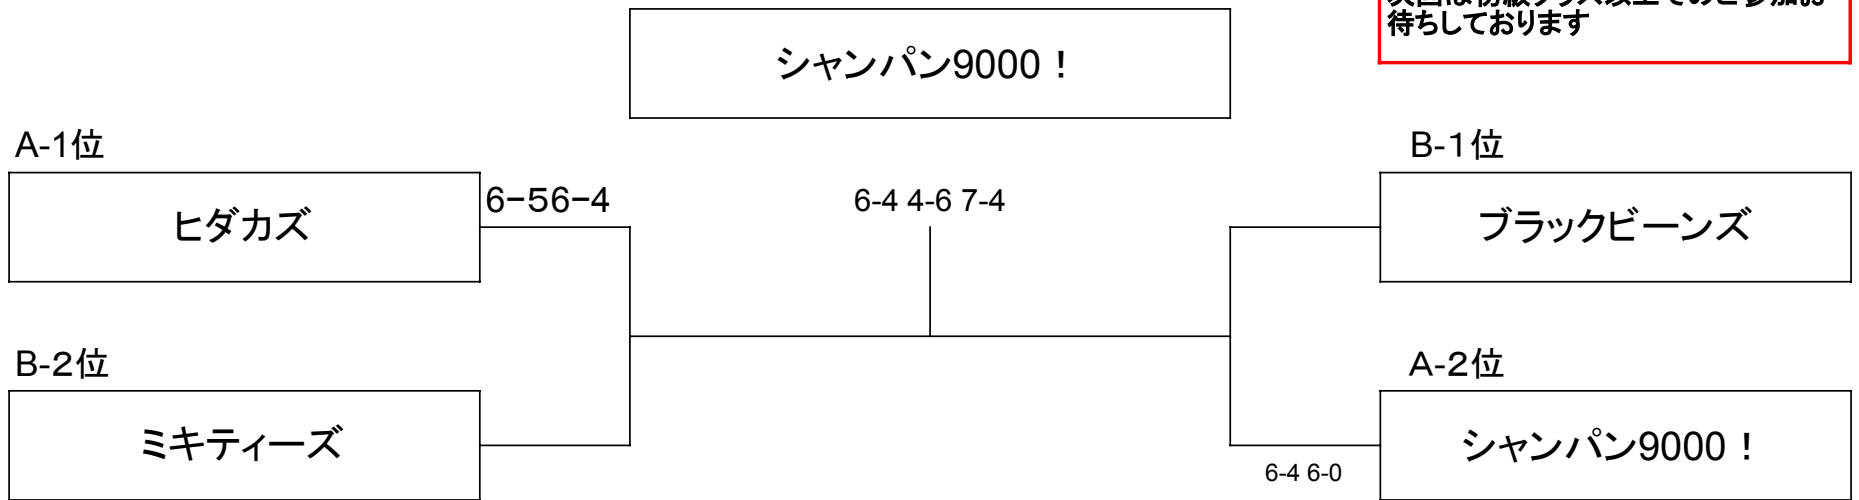 待ちしております
シャンパン9000！
A-1位
B-1位
ヒダカズ
6−56−4
6-4 4-6 7-4
ブラックビーンズ
B-2位
A-2位
ミキティーズ
6-4 6-0
シャンパン9000！